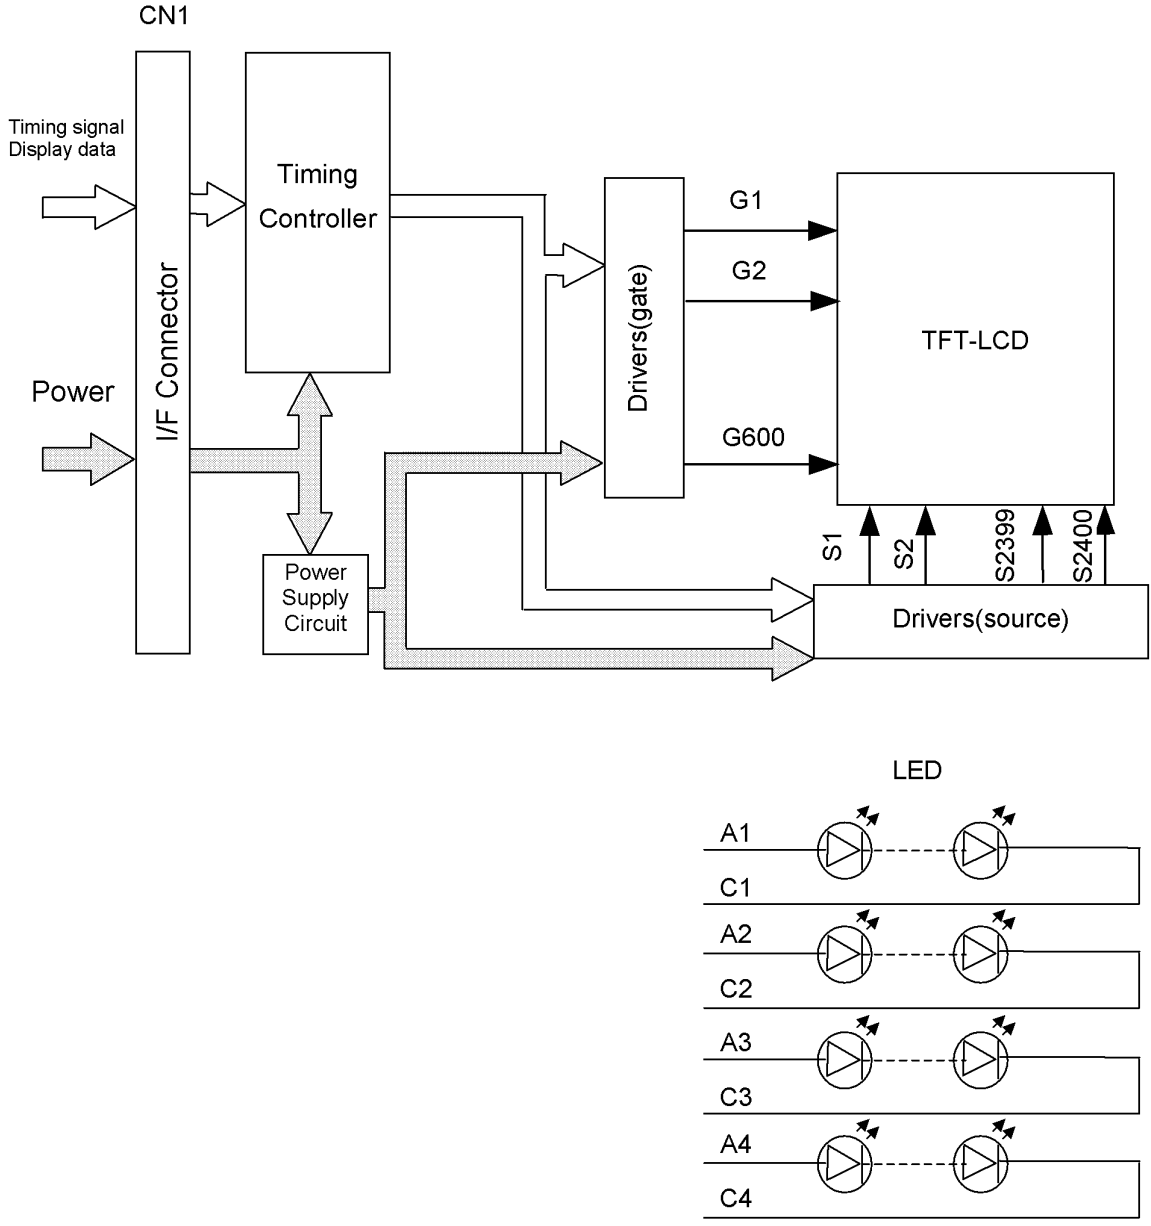 CN1
Timing signal
Display data
Power
I/F Connector
Timing
Controller
Power
Supply
Circuit
Drivers(gate)
G1
G2
G600
TFT-LCD
S1
S2
S2399
S2400
Drivers(source)
LED
A1
C1
A2
C2
A3
C3
A4
C4